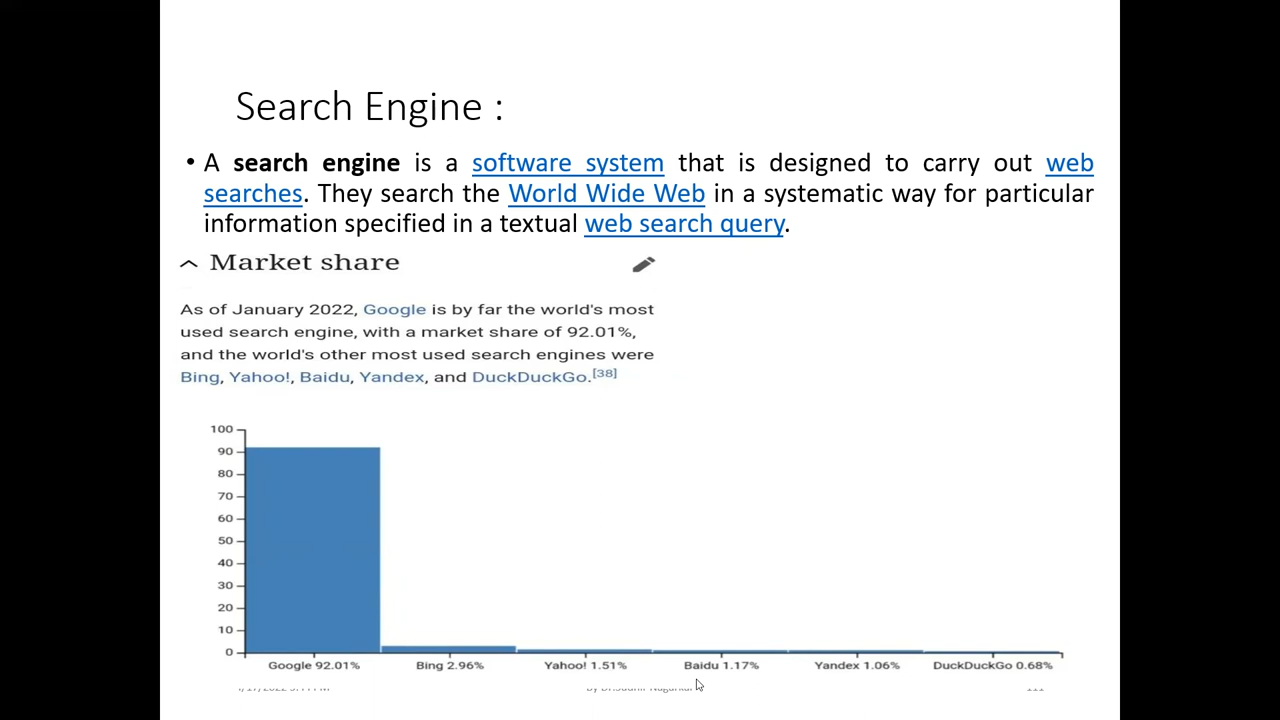 Search Engine :
• A search engine is a software system that is designed to carry out web
searches. They search the World Wide Web in a systematic way for particular
information specified in a textual web search query.
Market share
As of January 2022, Google is by far the world's most
used search engine, with a market share of 92.01%,
and the world's other most used search engines were
Bing, Yahoo!, Baidu, Yandex, and DuckDuckGo.[38]
100
90
80
70
60
50
40
30
20
10
0
Google 92.01% Bing 2.96% Yahoo! 1.51% Baidu 1.17% Yandex 1.06% DuckDuckGo 0.68%